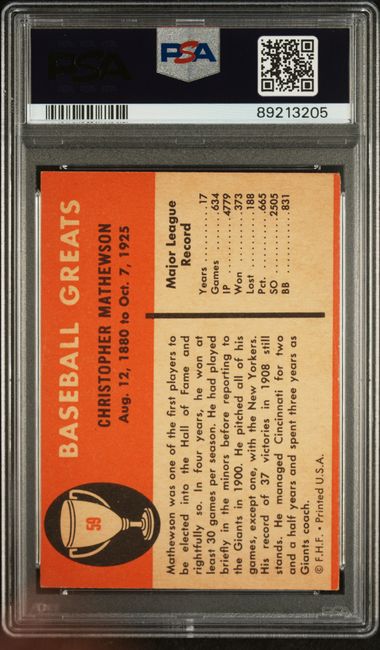 PSA
PSA
89213205
59
BASEBALL GREATS
CHRISTOPHER MATHEWSON
Aug. 12, 1880 to Oct. 7, 1925
Mathewson was one of the first players to
be elected into the Hall of Fame and
rightfully so. In four years, he won at
least 30 games per season. He had played
briefly in the minors before reporting to
the Giants in 1900. He pitched all of his
games, except one, with the New Yorkers.
His record of 37 victories in 1908 still
stands. He managed Cincinnati for two
and a half years and spent three years as
Giants coach.
© F.H.F. • Printed U.S.A.
Major League
Record
Years ........ 17
Games ....... 634
IP .......... 4779
Won ........ 373
Lost ......... 188
Pct. ......... 665
SO ......... 2505
BB .......... 831